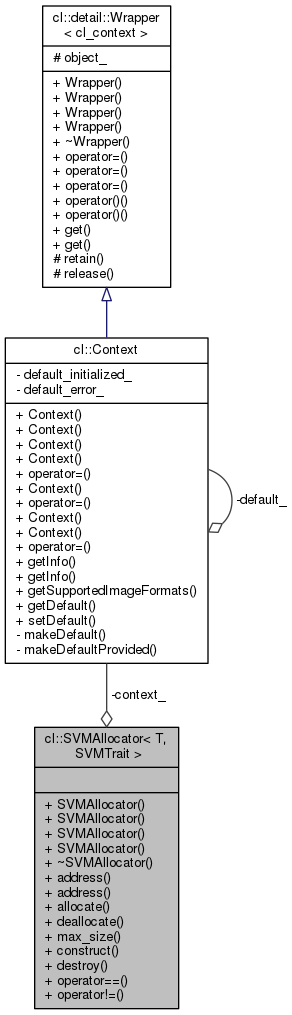 cl::detail::Wrapper
< cl_context >
# object_
+ Wrapper()
+ Wrapper()
+ Wrapper()
+ Wrapper()
+ ~Wrapper()
+ operator=()
+ operator=()
+ operator=()
+ operator()()
+ operator()()
+ get()
+ get()
# retain()
# release()
cl::Context
- default_initialized_
- default_error_
+ Context()
+ Context()
+ Context()
+ Context()
+ operator=()
+ Context()
+ operator=()
+ Context()
+ Context()
+ operator=()
+ getInfo()
+ getInfo()
+ getSupportedImageFormats()
+ getDefault()
+ setDefault()
- makeDefault()
- makeDefaultProvided()
-default_
-context_
cl::SVMAllocator< T,
SVMTrait >
+ SVMAllocator()
+ SVMAllocator()
+ SVMAllocator()
+ SVMAllocator()
+ ~SVMAllocator()
+ address()
+ address()
+ allocate()
+ deallocate()
+ max_size()
+ construct()
+ destroy()
+ operator==()
+ operator!=()